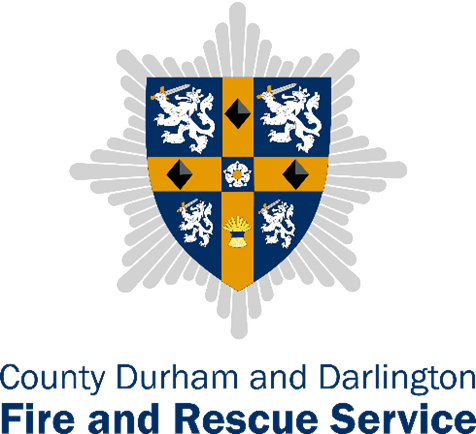 County Durham and Darlington
Fire and Rescue Service